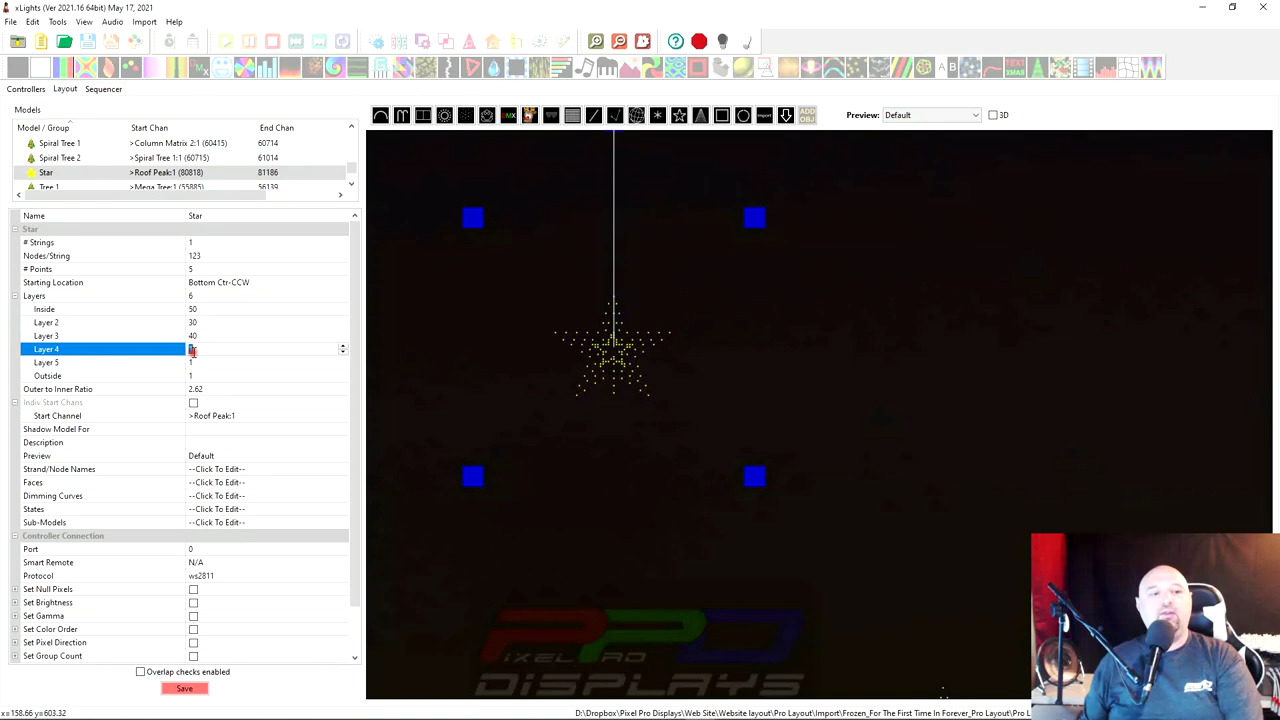 xLights (Ver 2021.16 64bit) May 17, 2021
File Edit Tools View Audio Import Help
Controllers Layout Sequencer
Models
Model / Group Start Chan End Chan
Spiral Tree 1 >Column Matrix 2:1 (60415) 60714
Spiral Tree 2 >Spiral Tree 1:1 (60715) 61014
Star >Roof Peak:1 (80818) 81186
Tree 1 >Mega Tree:1 (55885) 56139
Preview: Default 3D
Name Star
Star
# Strings 1
Nodes/String 123
# Points 5
Starting Location Bottom Ctr-CCW
Layers 6
Inside 50
Layer 2 30
Layer 3 40
Layer 4
Layer 5 1
Outside 1
Outer to Inner Ratio 2.62
Indiv Start Chans
Start Channel >Roof Peak:1
Shadow Model For
Description
Preview Default
Strand/Node Names --Click To Edit--
Faces --Click To Edit--
Dimming Curves --Click To Edit--
States --Click To Edit--
Sub-Models --Click To Edit--
Controller Connection
Port 0
Smart Remote N/A
Protocol ws2811
Set Null Pixels
Set Brightness
Set Gamma
Set Color Order
Set Pixel Direction
Set Group Count
Overlap checks enabled
Save
PPD
PIXEL PRO
DISPLAYS
x=158.66 y=603.32 D:\Dropbox\Pixel Pro Displays\Web Site\Website layout\Pro Layout\Import\Frozen_For The First Time In Forever_Pro Layout\Pro L